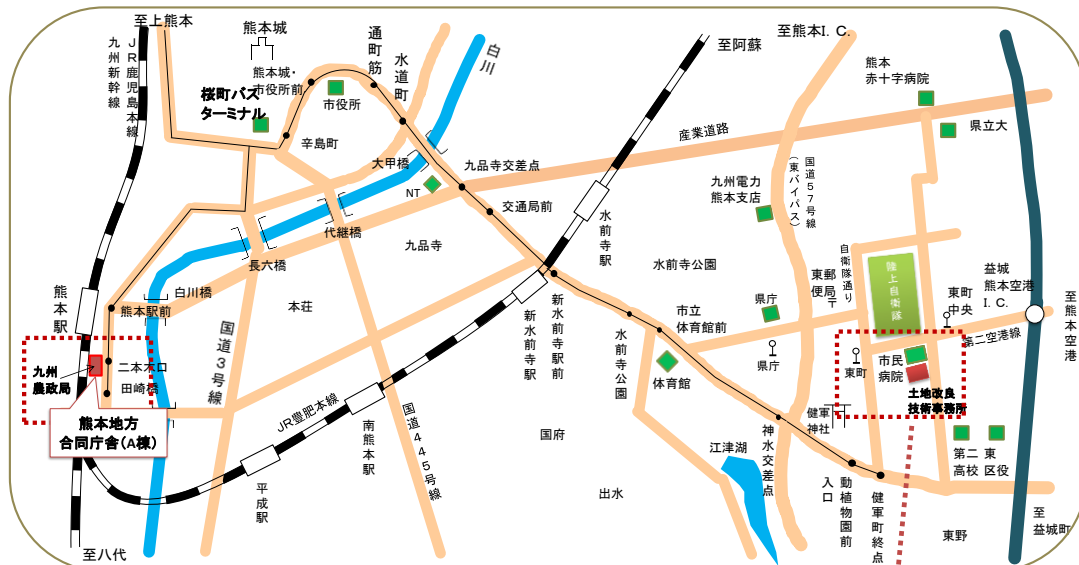 至上熊本
JR鹿児島本線
九州新幹線
熊本城
熊本城・
市役所前
桜町バス
ターミナル
市役所
通町筋
水道町
白川
辛島町
大甲橋
NT
九品寺交差点
交通局前
九品寺
代継橋
長六橋
白川橋
本荘
熊本駅
熊本駅前
九州
農政局
二本木口
田崎橋
熊本地方
合同庁舎(A棟)
国道3号線
JR豊肥本線
平成駅
南熊本駅
国道445号線
至八代
至阿蘇
水前寺駅
新水前寺駅前
新水前寺駅
水前寺公園
国府
出水
産業道路
至熊本I.C.
国道57号線
(東バイパス)
九州電力
熊本支店
水前寺公園
市立
体育館前
体育館
県庁
県庁
江津湖
神水交差点
健軍
神社
動植物園前
入口
健軍町終点
熊本
赤十字病院
県立大
自衛隊通り
陸上自衛隊
東郵
便局〒
東町
中央
益城
熊本空港
I.C.
第二空港線
至熊本空港
東町
市民
病院
土地改良
技術事務所
第二
高校
東
区役
東野
至
益城町